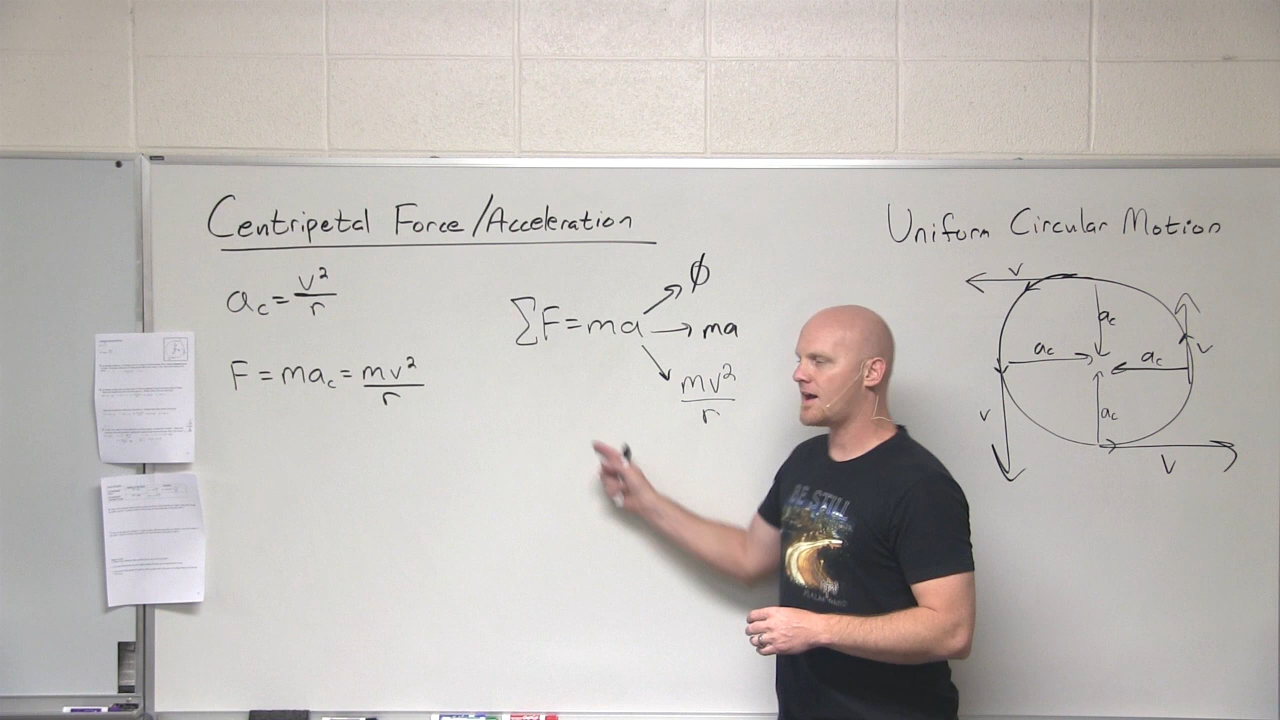 Centripetal Force/Acceleration
a_c = v²/r
F = ma_c = mv²/r
∑F = ma
→ ϕ
→ ma
→ mv²/r
Uniform Circular Motion
v
a_c
a_c
a_c
v
v
a_c
v
BE STILL